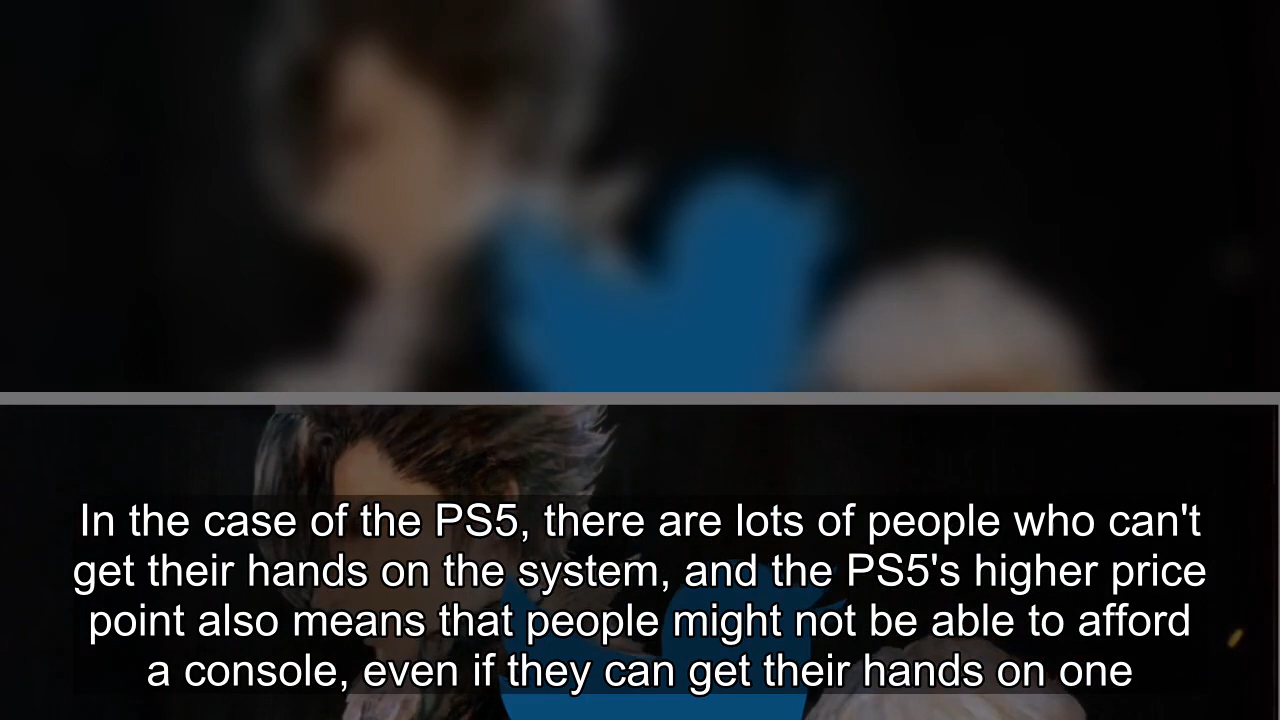 In the case of the PS5, there are lots of people who can't
get their hands on the system, and the PS5's higher price
point also means that people might not be able to afford
a console, even if they can get their hands on one